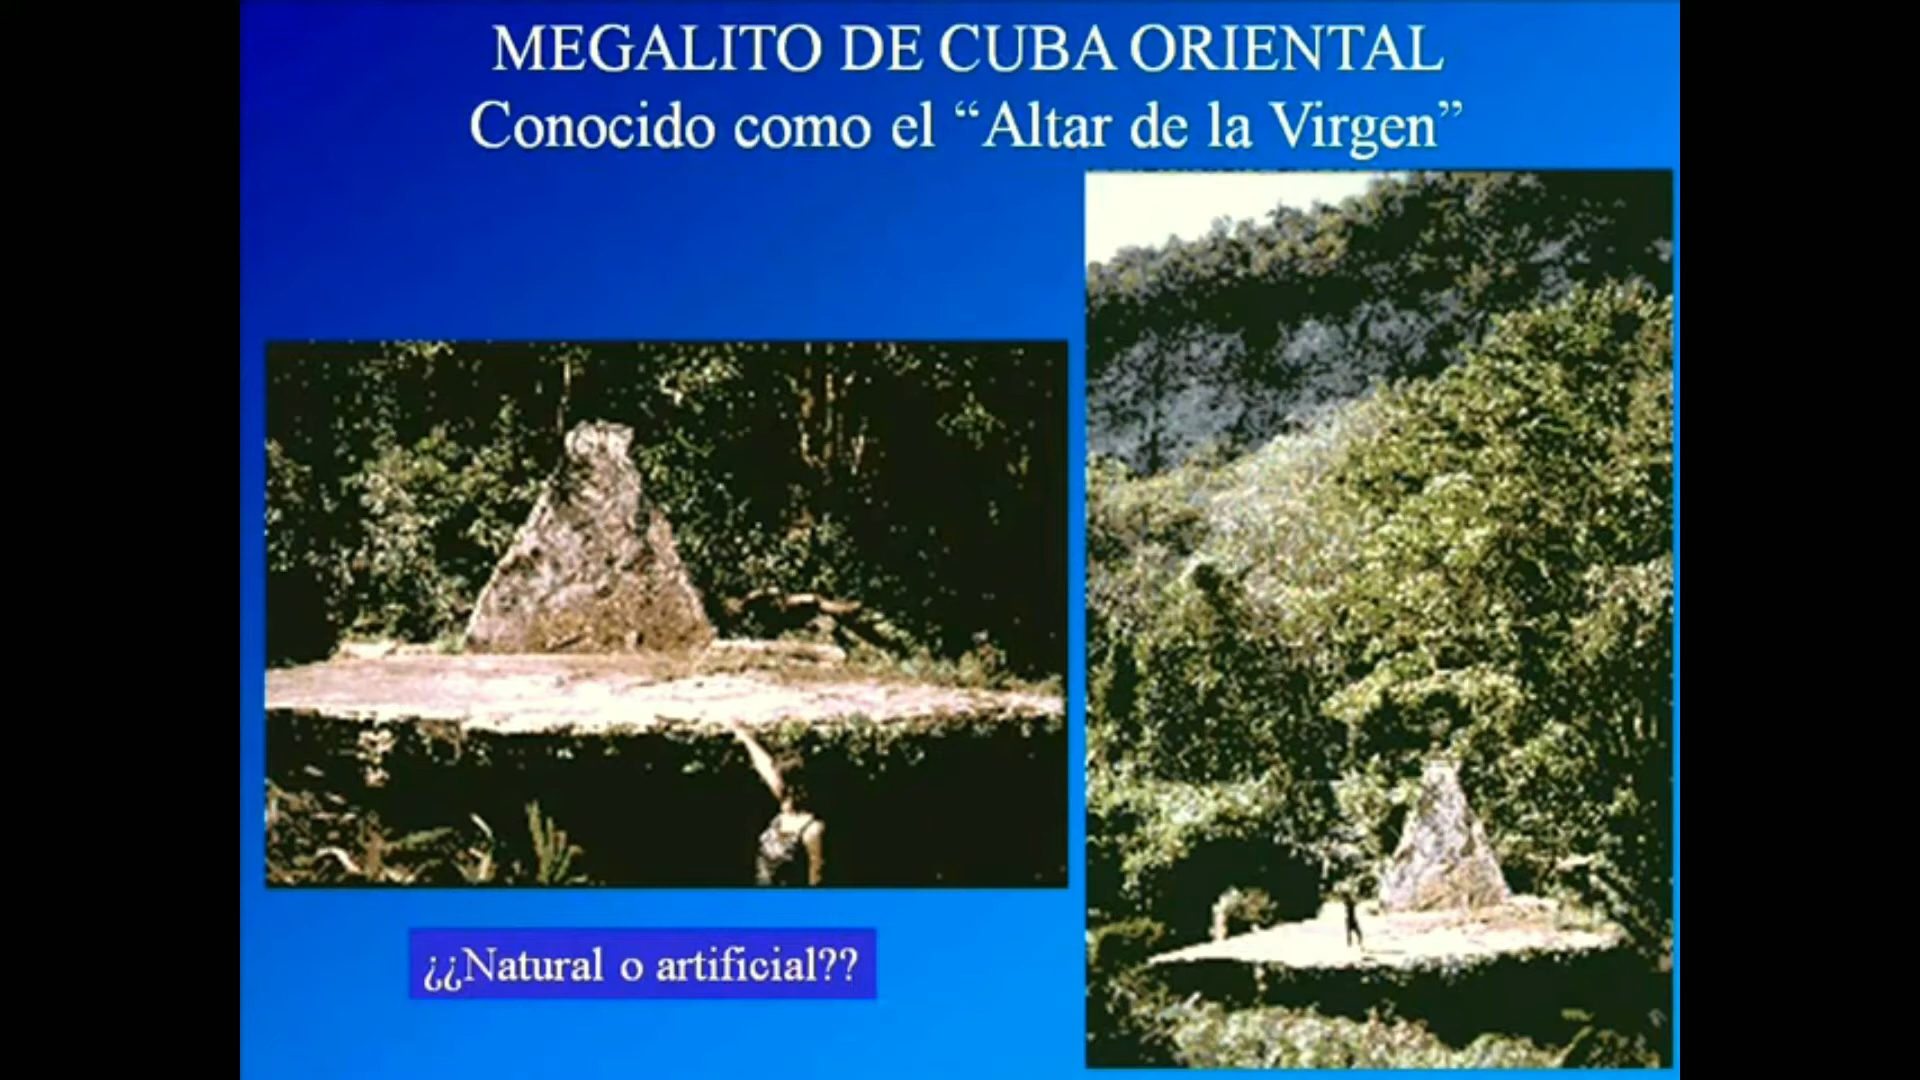 MEGALITO DE CUBA ORIENTAL
Conocido como el “Altar de la Virgen”
¿¿Natural o artificial??